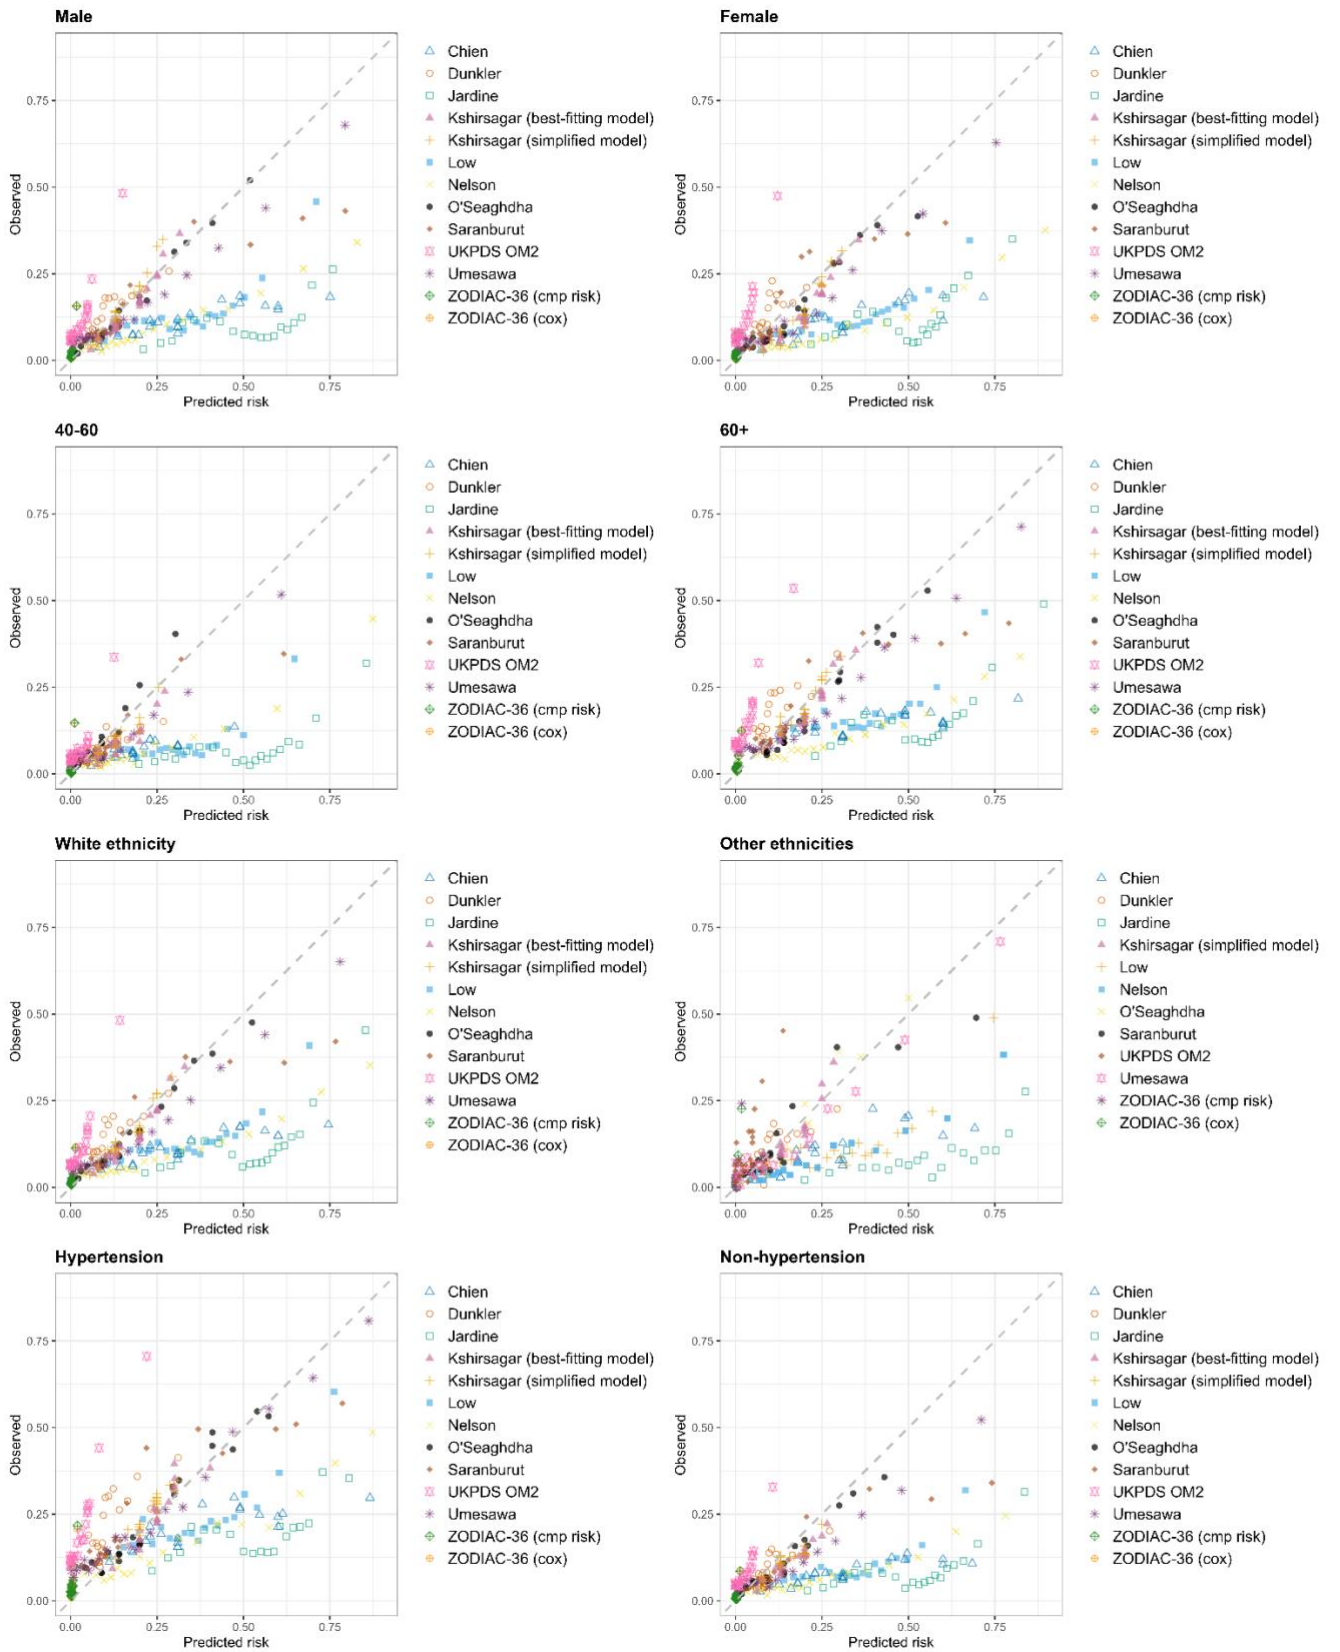 Male
Observed
0.75
0.50
0.25
0.00
0.00 0.25 0.50 0.75
Predicted risk
Chien
Dunkler
Jardine
Kshirsagar (best-fitting model)
Kshirsagar (simplified model)
Low
Nelson
O'Seaghdha
Saranburut
UKPDS OM2
Umesawa
ZODIAC-36 (cmp risk)
ZODIAC-36 (cox)
Female
Observed
0.75
0.50
0.25
0.00
0.00 0.25 0.50 0.75
Predicted risk
Chien
Dunkler
Jardine
Kshirsagar (best-fitting model)
Kshirsagar (simplified model)
Low
Nelson
O'Seaghdha
Saranburut
UKPDS OM2
Umesawa
ZODIAC-36 (cmp risk)
ZODIAC-36 (cox)
40-60
Observed
0.75
0.50
0.25
0.00
0.00 0.25 0.50 0.75
Predicted risk
Chien
Dunkler
Jardine
Kshirsagar (best-fitting model)
Kshirsagar (simplified model)
Low
Nelson
O'Seaghdha
Saranburut
UKPDS OM2
Umesawa
ZODIAC-36 (cmp risk)
ZODIAC-36 (cox)
60+
Observed
0.75
0.50
0.25
0.00
0.00 0.25 0.50 0.75
Predicted risk
Chien
Dunkler
Jardine
Kshirsagar (best-fitting model)
Kshirsagar (simplified model)
Low
Nelson
O'Seaghdha
Saranburut
UKPDS OM2
Umesawa
ZODIAC-36 (cmp risk)
ZODIAC-36 (cox)
White ethnicity
Observed
0.75
0.50
0.25
0.00
0.00 0.25 0.50 0.75
Predicted risk
Chien
Dunkler
Jardine
Kshirsagar (best-fitting model)
Kshirsagar (simplified model)
Low
Nelson
O'Seaghdha
Saranburut
UKPDS OM2
Umesawa
ZODIAC-36 (cmp risk)
ZODIAC-36 (cox)
Other ethnicities
Observed
0.75
0.50
0.25
0.00
0.00 0.25 0.50 0.75
Predicted risk
Chien
Dunkler
Jardine
Kshirsagar (simplified model)
Low
Nelson
O'Seaghdha
Saranburut
UKPDS OM2
Umesawa
ZODIAC-36 (cmp risk)
ZODIAC-36 (cox)
Hypertension
Observed
0.75
0.50
0.25
0.00
0.00 0.25 0.50 0.75
Predicted risk
Chien
Dunkler
Jardine
Kshirsagar (best-fitting model)
Kshirsagar (simplified model)
Low
Nelson
O'Seaghdha
Saranburut
UKPDS OM2
Umesawa
ZODIAC-36 (cmp risk)
ZODIAC-36 (cox)
Non-hypertension
Observed
0.75
0.50
0.25
0.00
0.00 0.25 0.50 0.75
Predicted risk
Chien
Dunkler
Jardine
Kshirsagar (best-fitting model)
Kshirsagar (simplified model)
Low
Nelson
O'Seaghdha
Saranburut
UKPDS OM2
Umesawa
ZODIAC-36 (cmp risk)
ZODIAC-36 (cox)